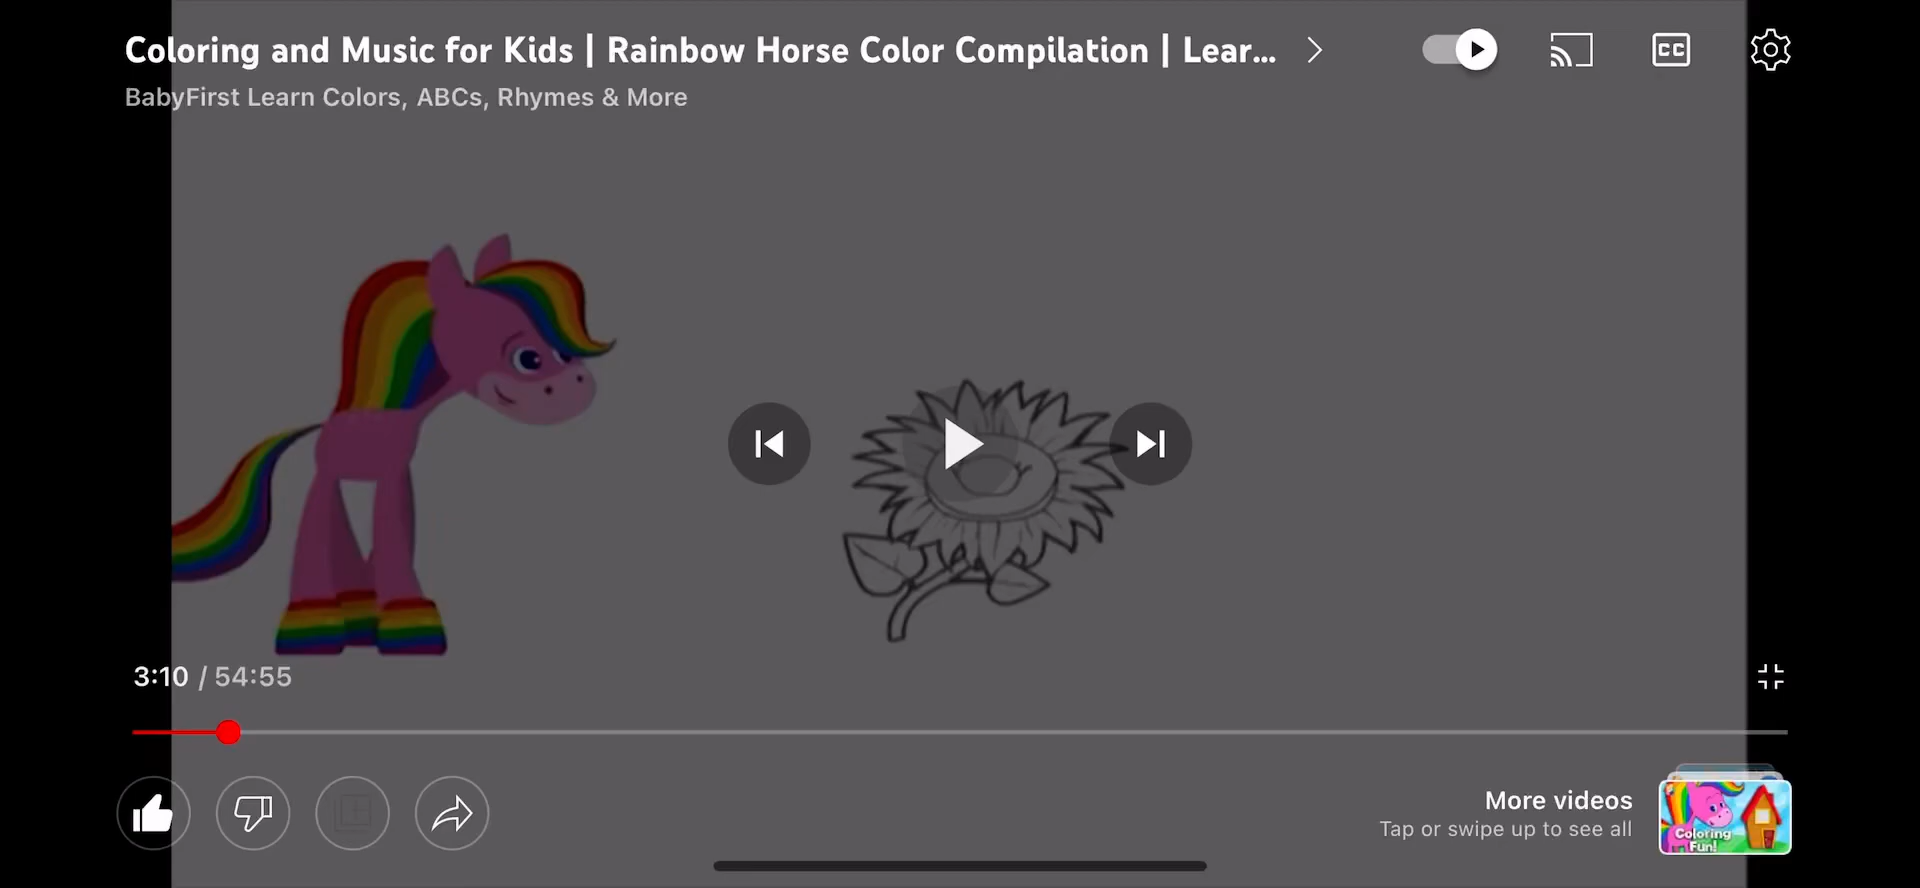 Coloring and Music for Kids | Rainbow Horse Color Compilation | Lear...
BabyFirst Learn Colors, ABCs, Rhymes & More
CC
3:10 / 54:55
More videos
Tap or swipe up to see all
Coloring
Fun!